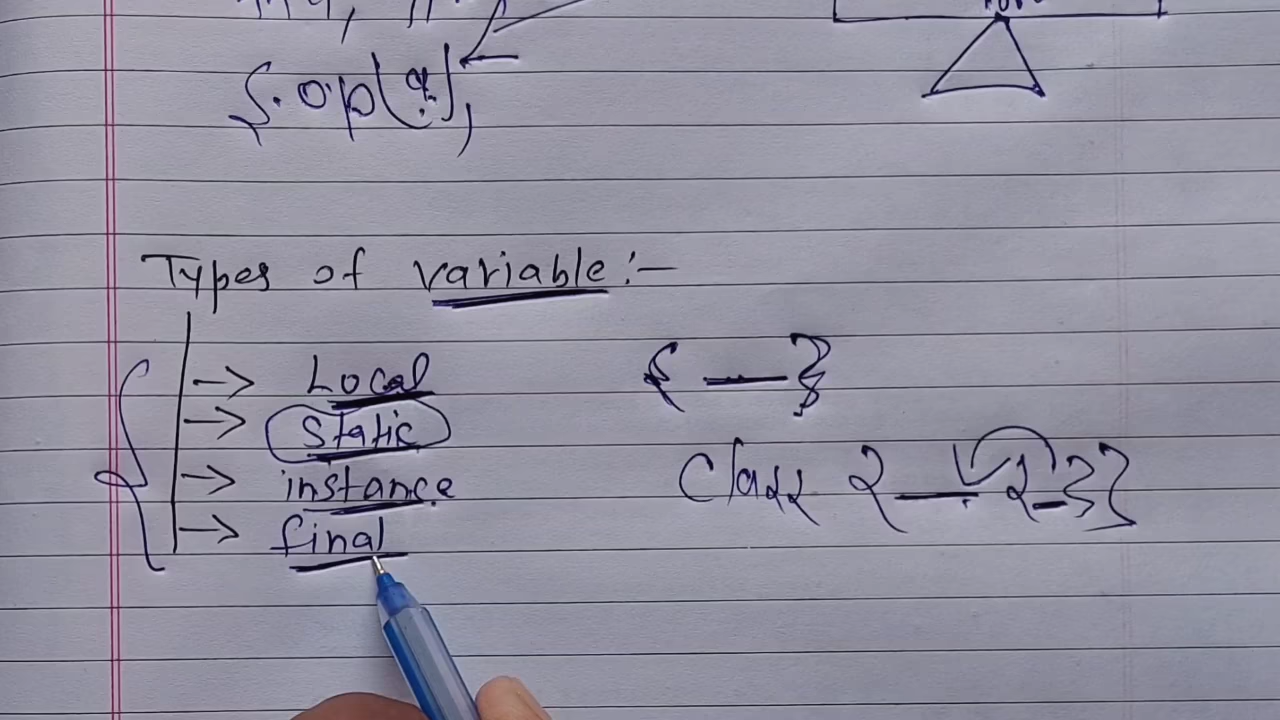 S.op(a);
Types of variable :-
Local
{ — }
static
Class { — { — } }
instance
final